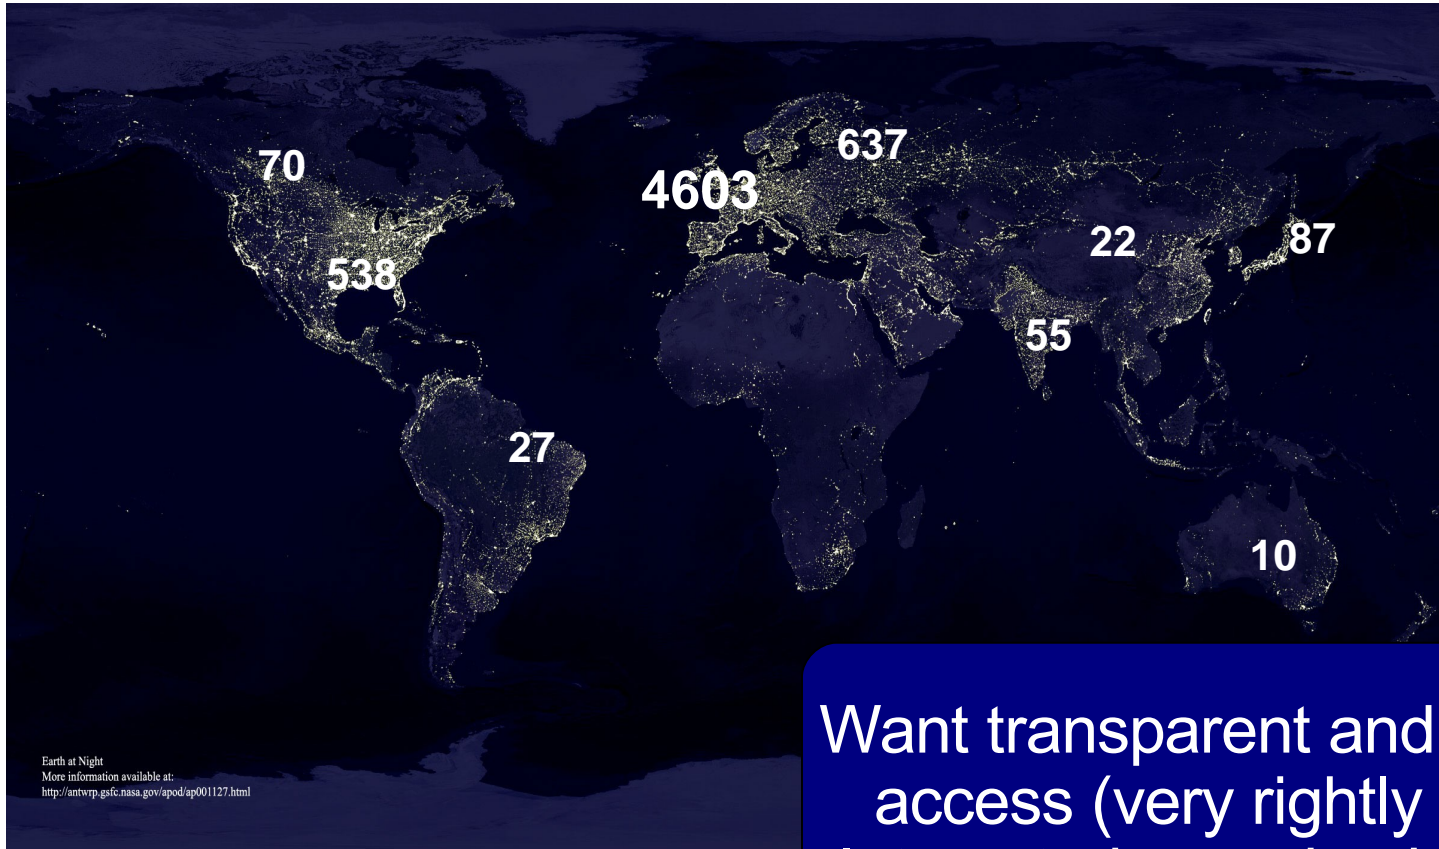 70
637
4603
22
87
538
55
27
10
Earth at Night
More information available at:
http://antwrp.gsfc.nasa.gov/apod/ap001127.html
Want transparent and
access (very rightly